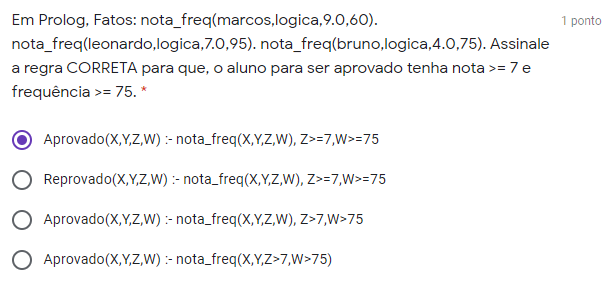 Em Prolog, Fatos: nota_freq(marcos,logica,9.0,60).
1 ponto
nota_freq(leonardo,logica,7.0,95). nota_freq(bruno,logica,4.0,75). Assinale
a regra CORRETA para que, o aluno para ser aprovado tenha nota >= 7 e
frequência >= 75. *
Aprovado(X,Y,Z,W) :- nota_freq(X,Y,Z,W), Z>=7,W>=75
Reprovado(X,Y,Z,W) :- nota_freq(X,Y,Z,W), Z>=7,W>=75
Aprovado(X,Y,Z,W) :- nota_freq(X,Y,Z,W), Z>7,W>75
Aprovado(X,Y,Z,W) :- nota_freq(X,Y,Z>7,W>75)